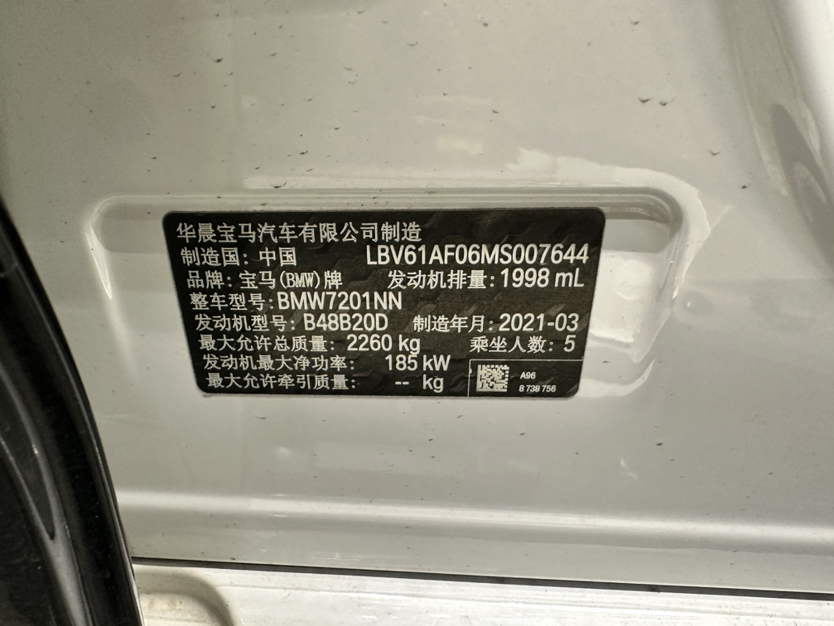 华晨宝马汽车有限公司制造
制造国: 中国 LBV61AF06MS007644
品牌: 宝马(BMW)牌 发动机排量: 1998 mL
整车型号: BMW7201NN
发动机型号: B48B20D 制造年月: 2021-03
最大允许总质量: 2260 kg 乘坐人数: 5
发动机最大净功率: 185 kW
最大允许牵引质量: -- kg
A96
8 738 756